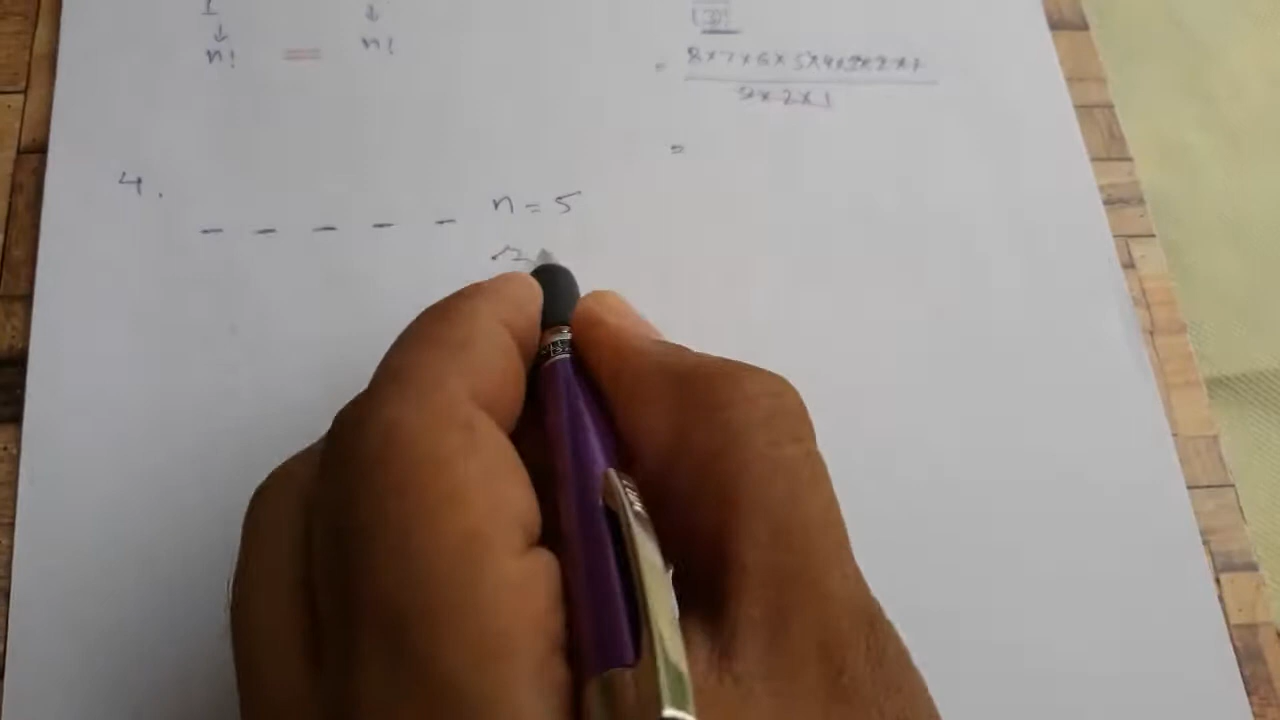 n! = n!
= 8×7×6×5×4×3×2×1
3×2×1
=
4.
_ _ _ _ _ n = 5
r